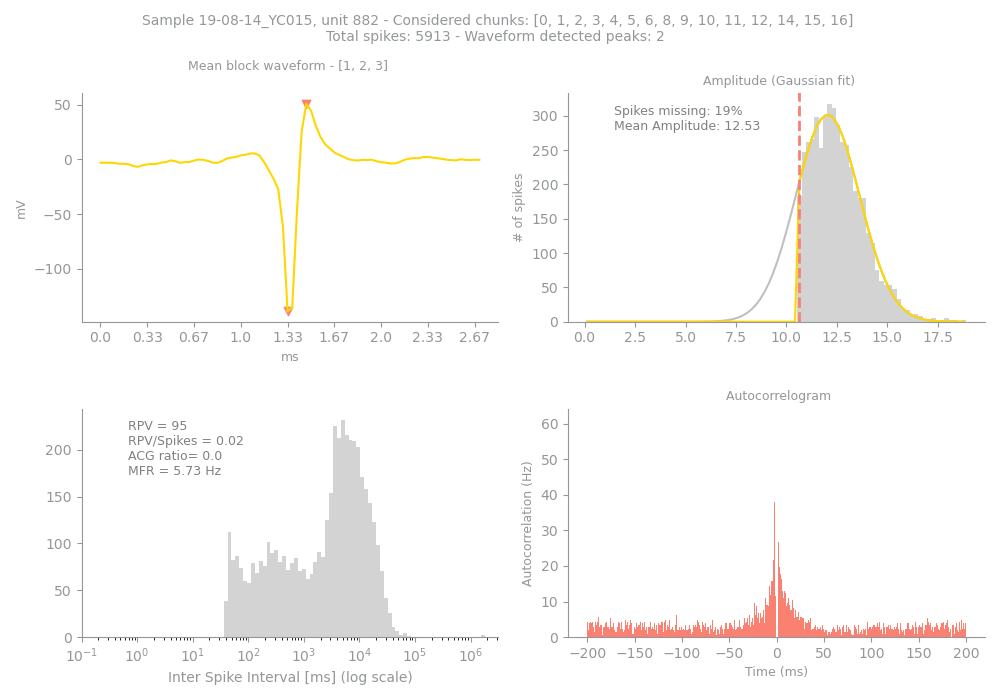 Sample 19-08-14_YC015, unit 882 - Considered chunks: [0, 1, 2, 3, 4, 5, 6, 8, 9, 10, 11, 12, 14, 15, 16]
Total spikes: 5913 - Waveform detected peaks: 2
Mean block waveform - [1, 2, 3]
50
0
−50
−100
mV
0.0 0.33 0.67 1.0 1.33 1.67 2.0 2.33 2.67
ms
Amplitude (Gaussian fit)
Spikes missing: 19%
Mean Amplitude: 12.53
300
250
200
150
100
50
0
# of spikes
0.0 2.5 5.0 7.5 10.0 12.5 15.0 17.5
RPV = 95
RPV/Spikes = 0.02
ACG ratio= 0.0
MFR = 5.73 Hz
200
150
100
50
0
10⁻¹ 10⁰ 10¹ 10² 10³ 10⁴ 10⁵ 10⁶
Inter Spike Interval [ms] (log scale)
Autocorrelogram
60
50
40
30
20
10
0
Autocorrelation (Hz)
−200 −150 −100 −50 0 50 100 150 200
Time (ms)